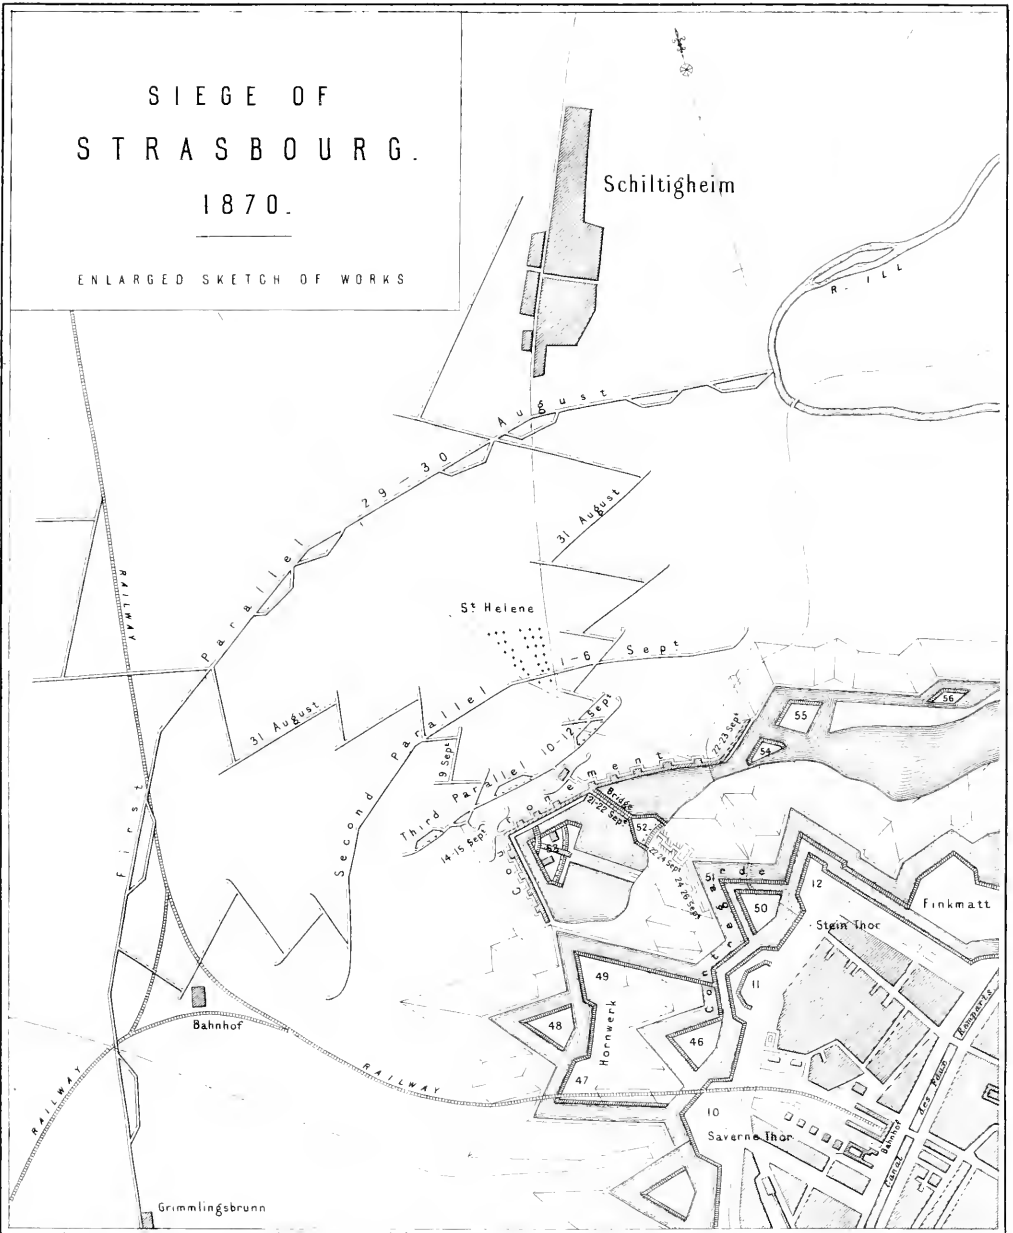 SIEGE OF
STRASBOURG.
1870.
ENLARGED SKETCH OF WORKS
Schiltigheim
R. ILL
First Parallel 29–30 August
31 August
RAILWAY
St Helene
Second Parallel 1–6 Sept
31 August
9 Sept
10–12 Sept
Third Parallel
14-15 Sept
Couronnement
22-23 Sept
Bridge
21-22 Sept
55
56
54
52
53
22-24 Sept
24-26 Sept
51
Contregarde
50
12
Finkmatt
Stein Thor
11
49
48
Hornwerk
46
47
Bahnhof
RAILWAY
RAILWAY
10
Saverne Thor
Bahnhof
Canal des Faux Remparts
Grimmlingsbrunn